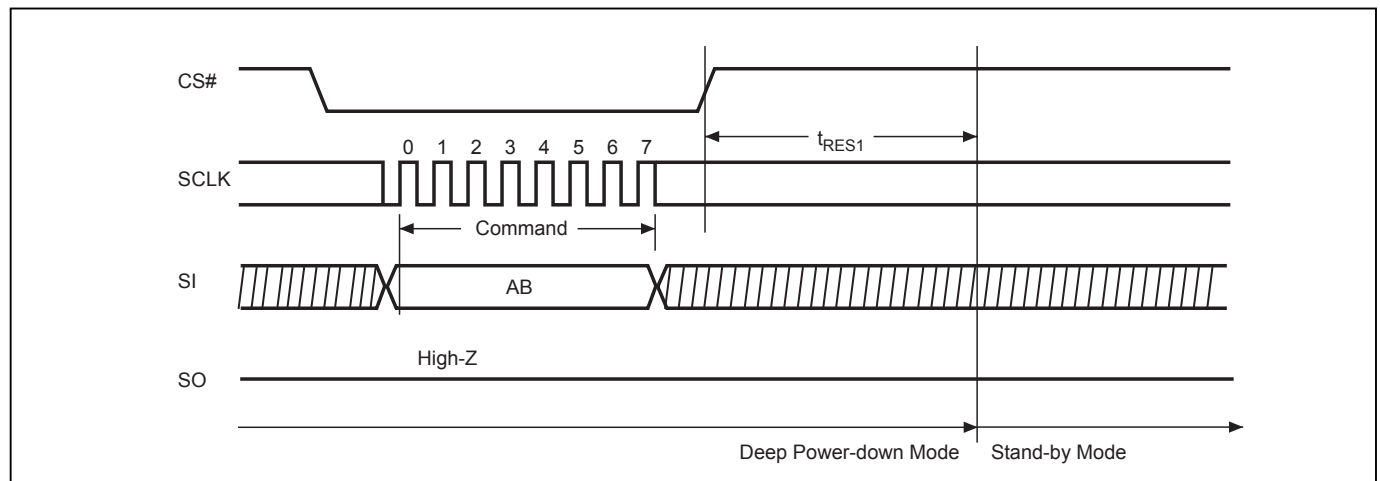 CS#
t_RES1
0 1 2 3 4 5 6 7
SCLK
Command
SI
AB
High-Z
SO
Deep Power-down Mode Stand-by Mode